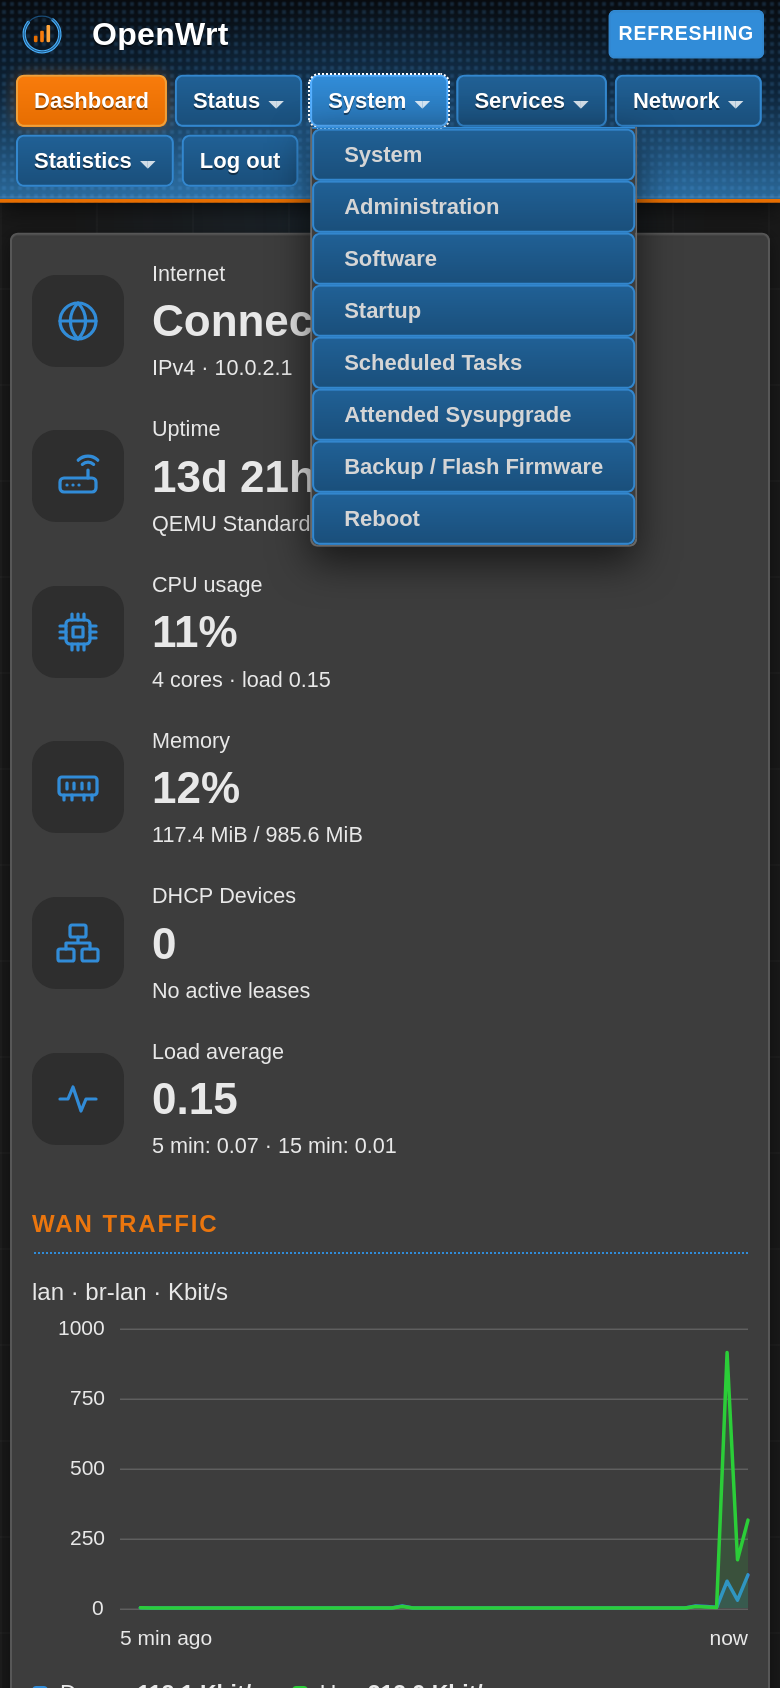 OpenWrt
REFRESHING
Dashboard
Status
System
Services
Network
Statistics
Log out
System
Administration
Software
Startup
Scheduled Tasks
Attended Sysupgrade
Backup / Flash Firmware
Reboot
Internet
IPv4 · 10.0.2.1
Uptime
13d 21h
QEMU Standard
CPU usage
11%
4 cores · load 0.15
Memory
12%
117.4 MiB / 985.6 MiB
DHCP Devices
0
No active leases
Load average
0.15
5 min: 0.07 · 15 min: 0.01
WAN TRAFFIC
lan · br-lan · Kbit/s
1000
750
500
250
0
5 min ago
now